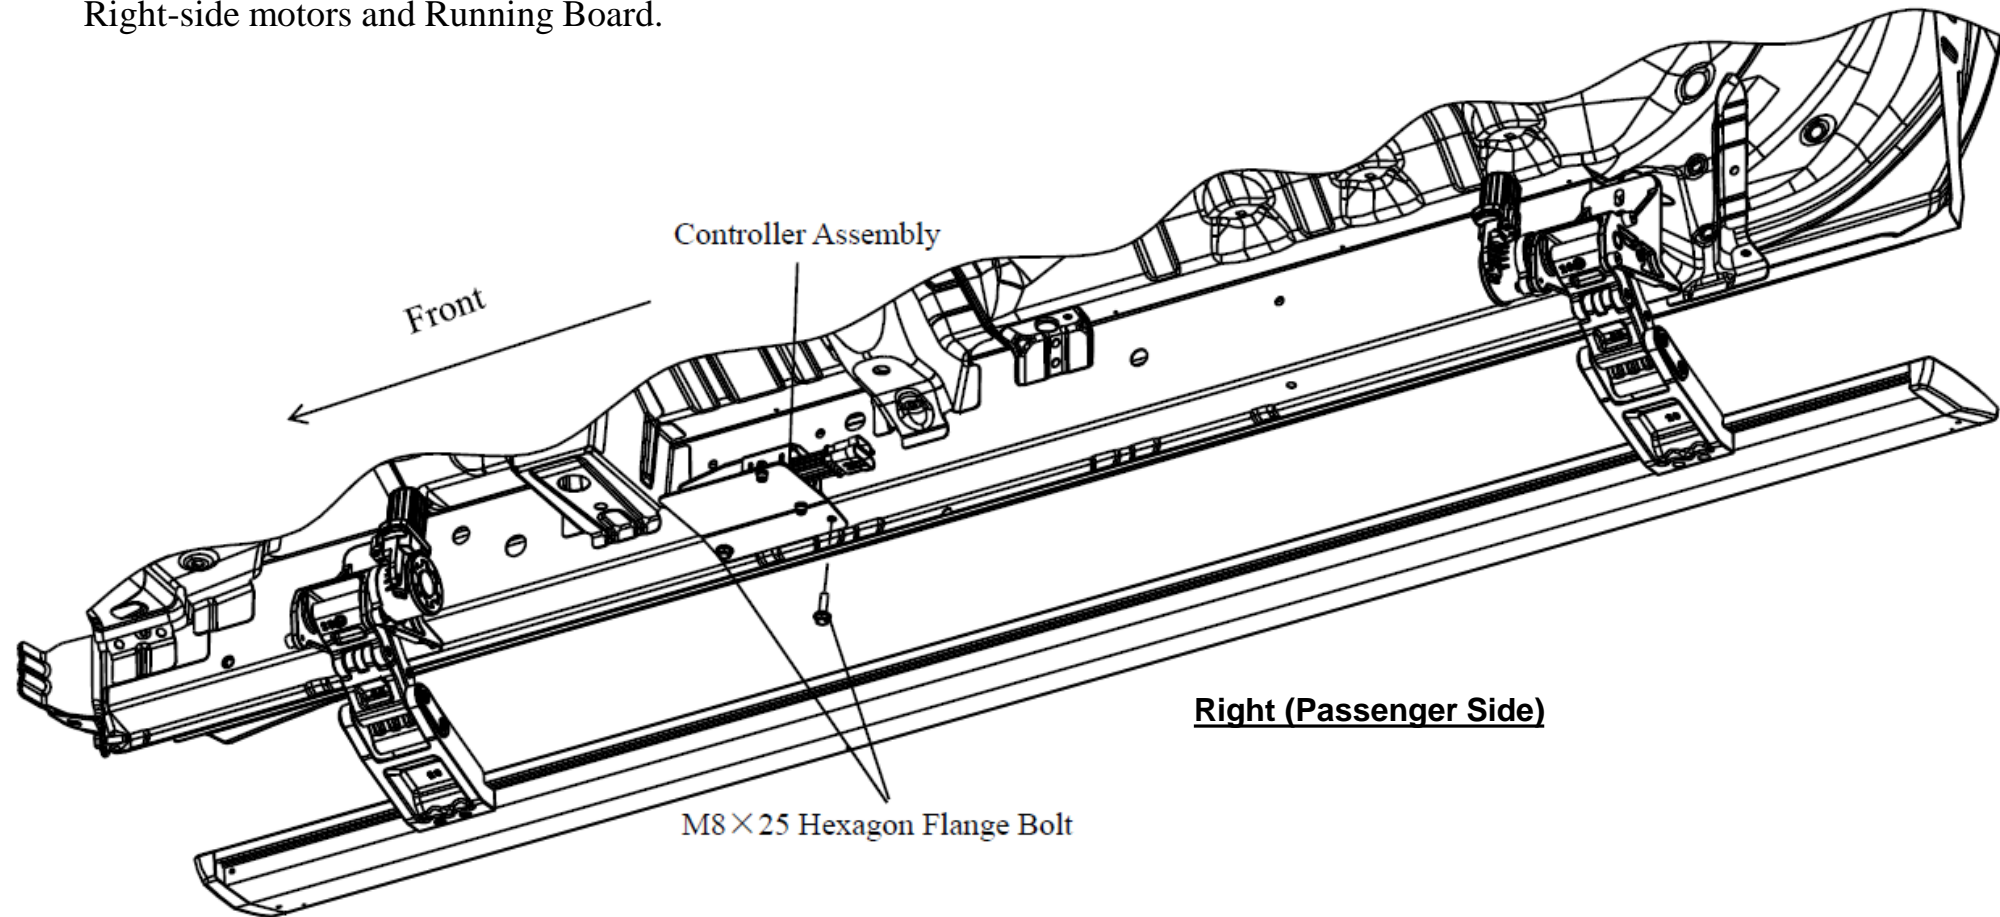 Right-side motors and Running Board.
Controller Assembly
Front
Right (Passenger Side)
M8×25 Hexagon Flange Bolt